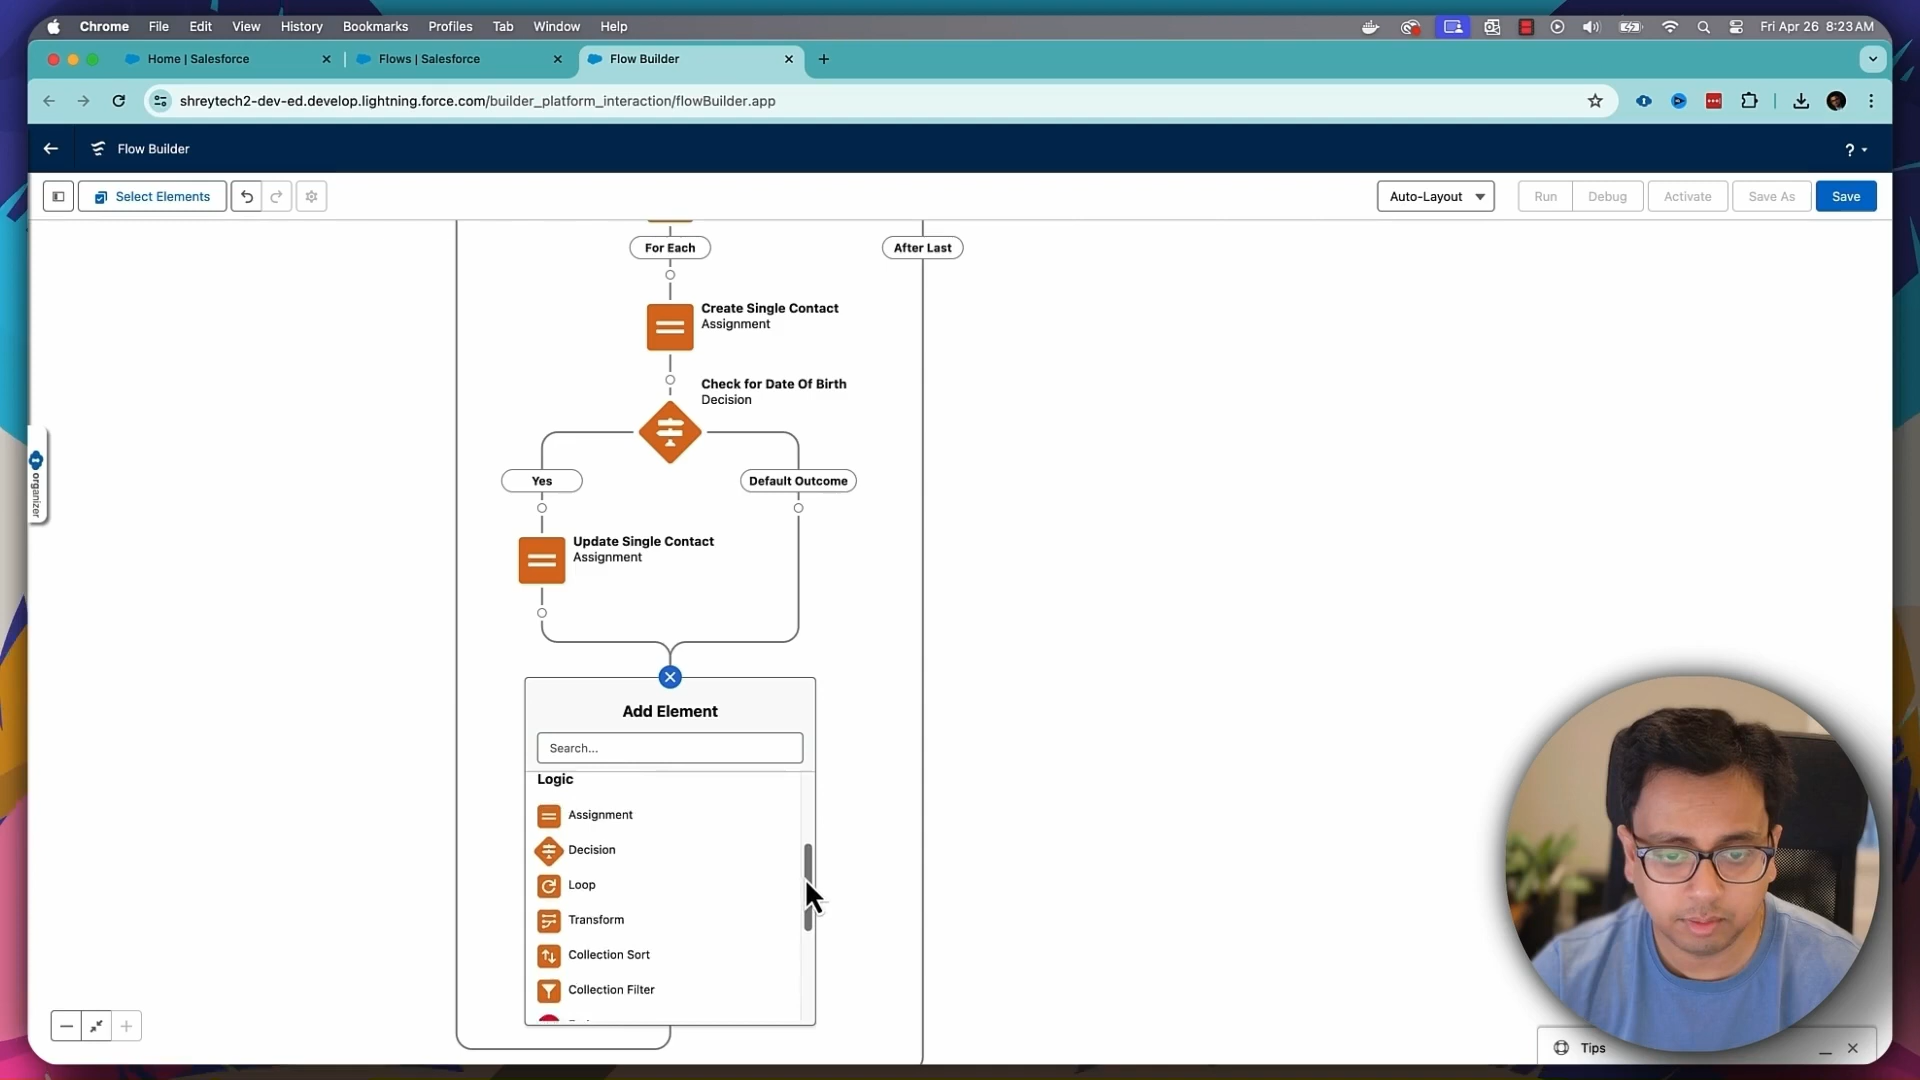 Chrome File Edit View History Bookmarks Profiles Tab Window Help Fri Apr 26 8:23 AM
Home | Salesforce Flows | Salesforce Flow Builder
shreytech2-dev-ed.develop.lightning.force.com/builder_platform_interaction/flowBuilder.app
Flow Builder ?
Select Elements Auto-Layout Run Debug Activate Save As Save
For Each After Last
Create Single Contact
Assignment
Check for Date Of Birth
Decision
Yes Default Outcome
organizer
Update Single Contact
Assignment
Add Element
Search...
Logic
Assignment
Decision
Loop
Transform
Collection Sort
Collection Filter
Tips